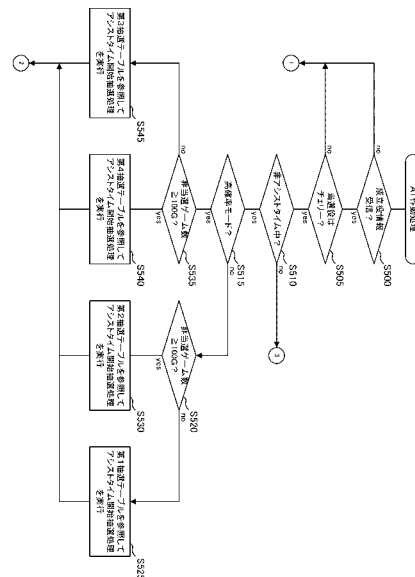 AT作動処理
成立役情報
受信?
S500
yes
no
当選役は
チェリー?
S505
yes
no
1
非アシストタイム中?
S510
yes
no
3
高確率モード?
S515
yes
no
非当選ゲーム数
≧100G?
S520
yes
no
非当選ゲーム数
≧100G?
S535
yes
no
第3抽選テーブルを参照して
アシストタイム開始抽選処理
を実行
S545
第4抽選テーブルを参照して
アシストタイム開始抽選処理
を実行
S540
第2抽選テーブルを参照して
アシストタイム開始抽選処理
を実行
S530
第1抽選テーブルを参照して
アシストタイム開始抽選処理
を実行
S525
2